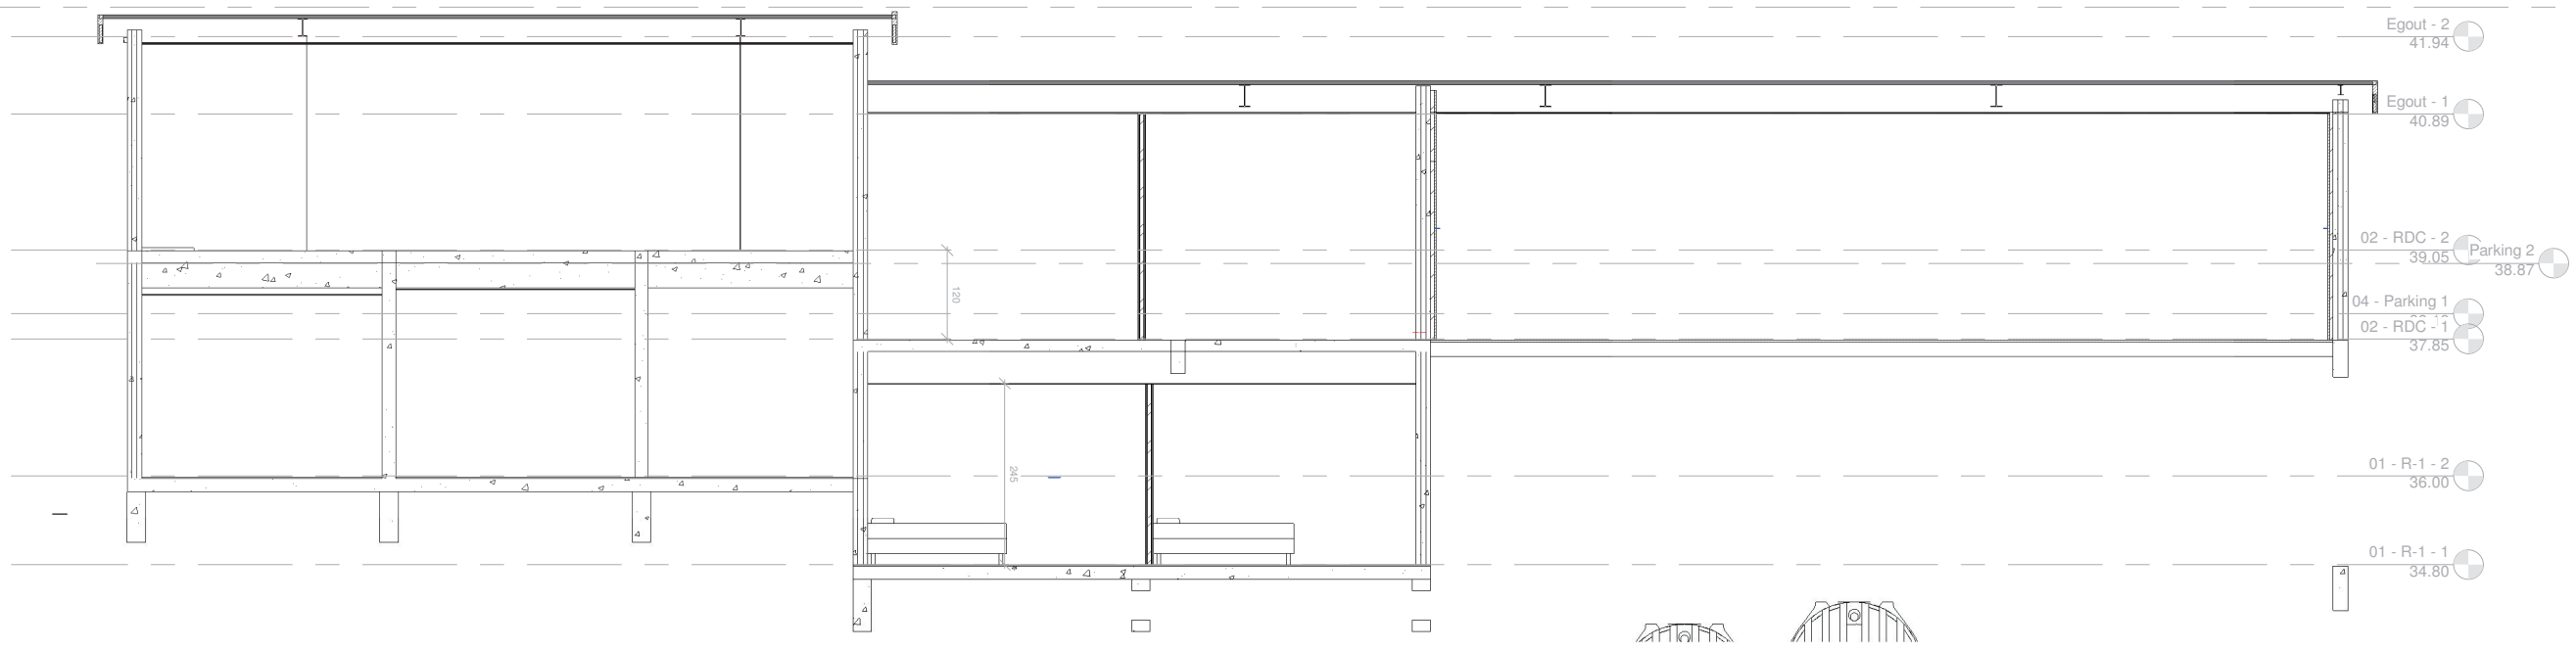 Egout - 2
41.94
Egout - 1
40.89
02 - RDC - 2
39.05
Parking 2
38.87
120
04 - Parking 1
02 - RDC - 1
37.85
245
01 - R-1 - 2
36.00
01 - R-1 - 1
34.80